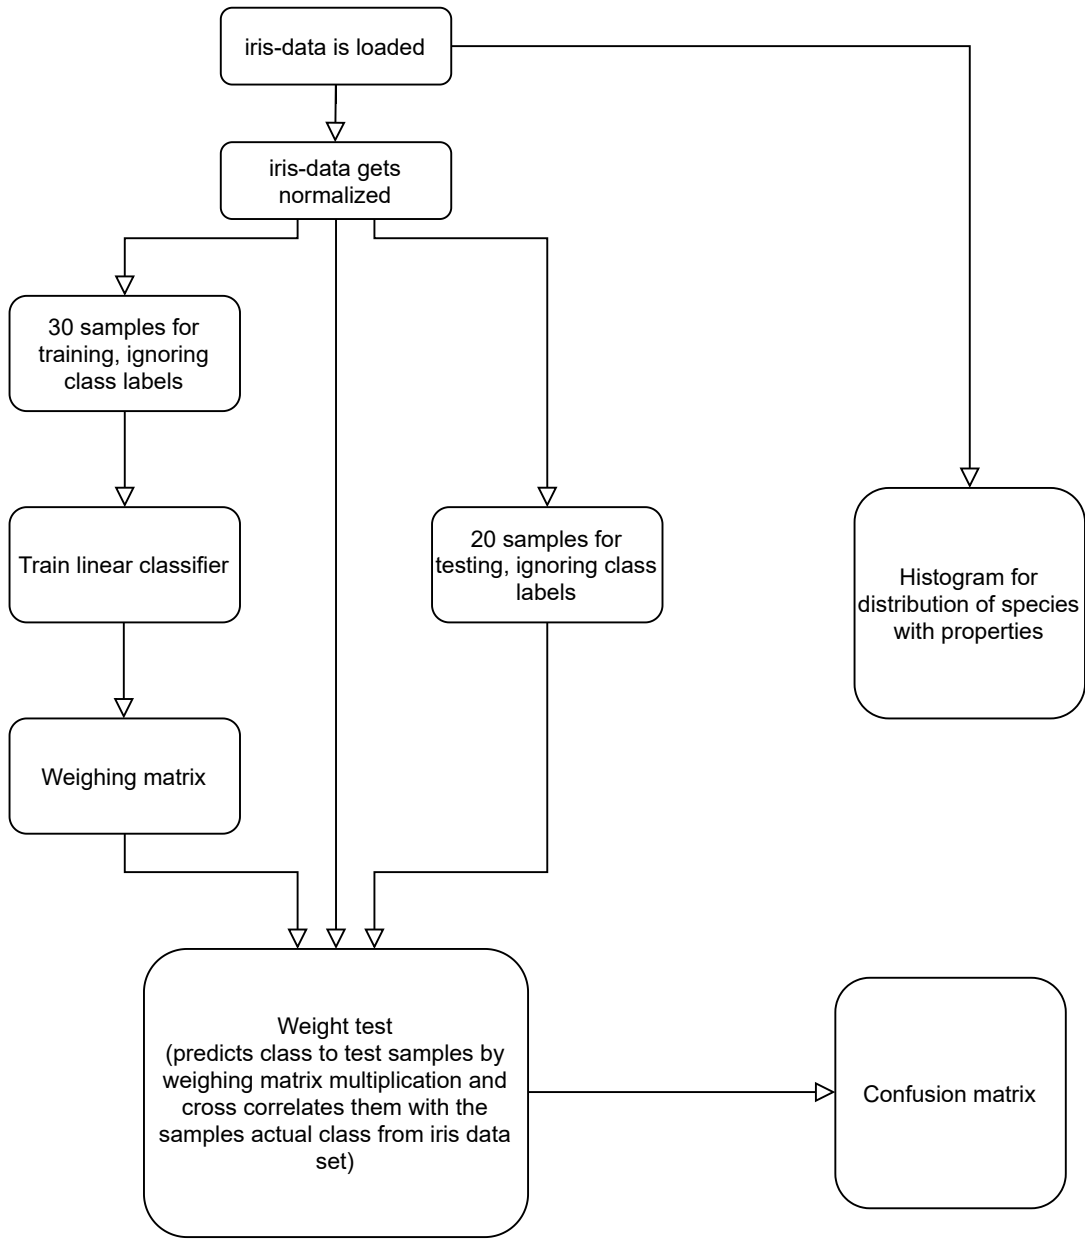 iris-data is loaded
iris-data gets
normalized
30 samples for
training, ignoring
class labels
Train linear classifier
20 samples for
testing, ignoring class
labels
Histogram for
distribution of species
with properties
Weighing matrix
Weight test
(predicts class to test samples by
weighing matrix multiplication and
cross correlates them with the
samples actual class from iris data
set)
Confusion matrix